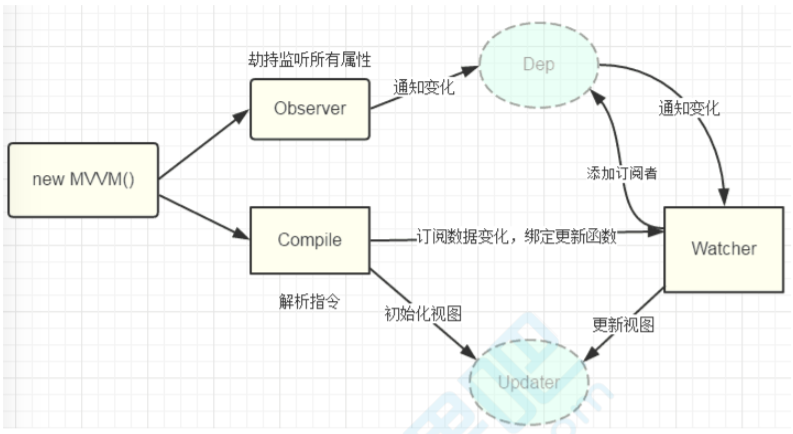 劫持监听所有属性
Observer
通知变化
Dep
通知变化
new MVVM()
添加订阅者
Compile
订阅数据变化，绑定更新函数
Watcher
解析指令
初始化视图
更新视图
Updater